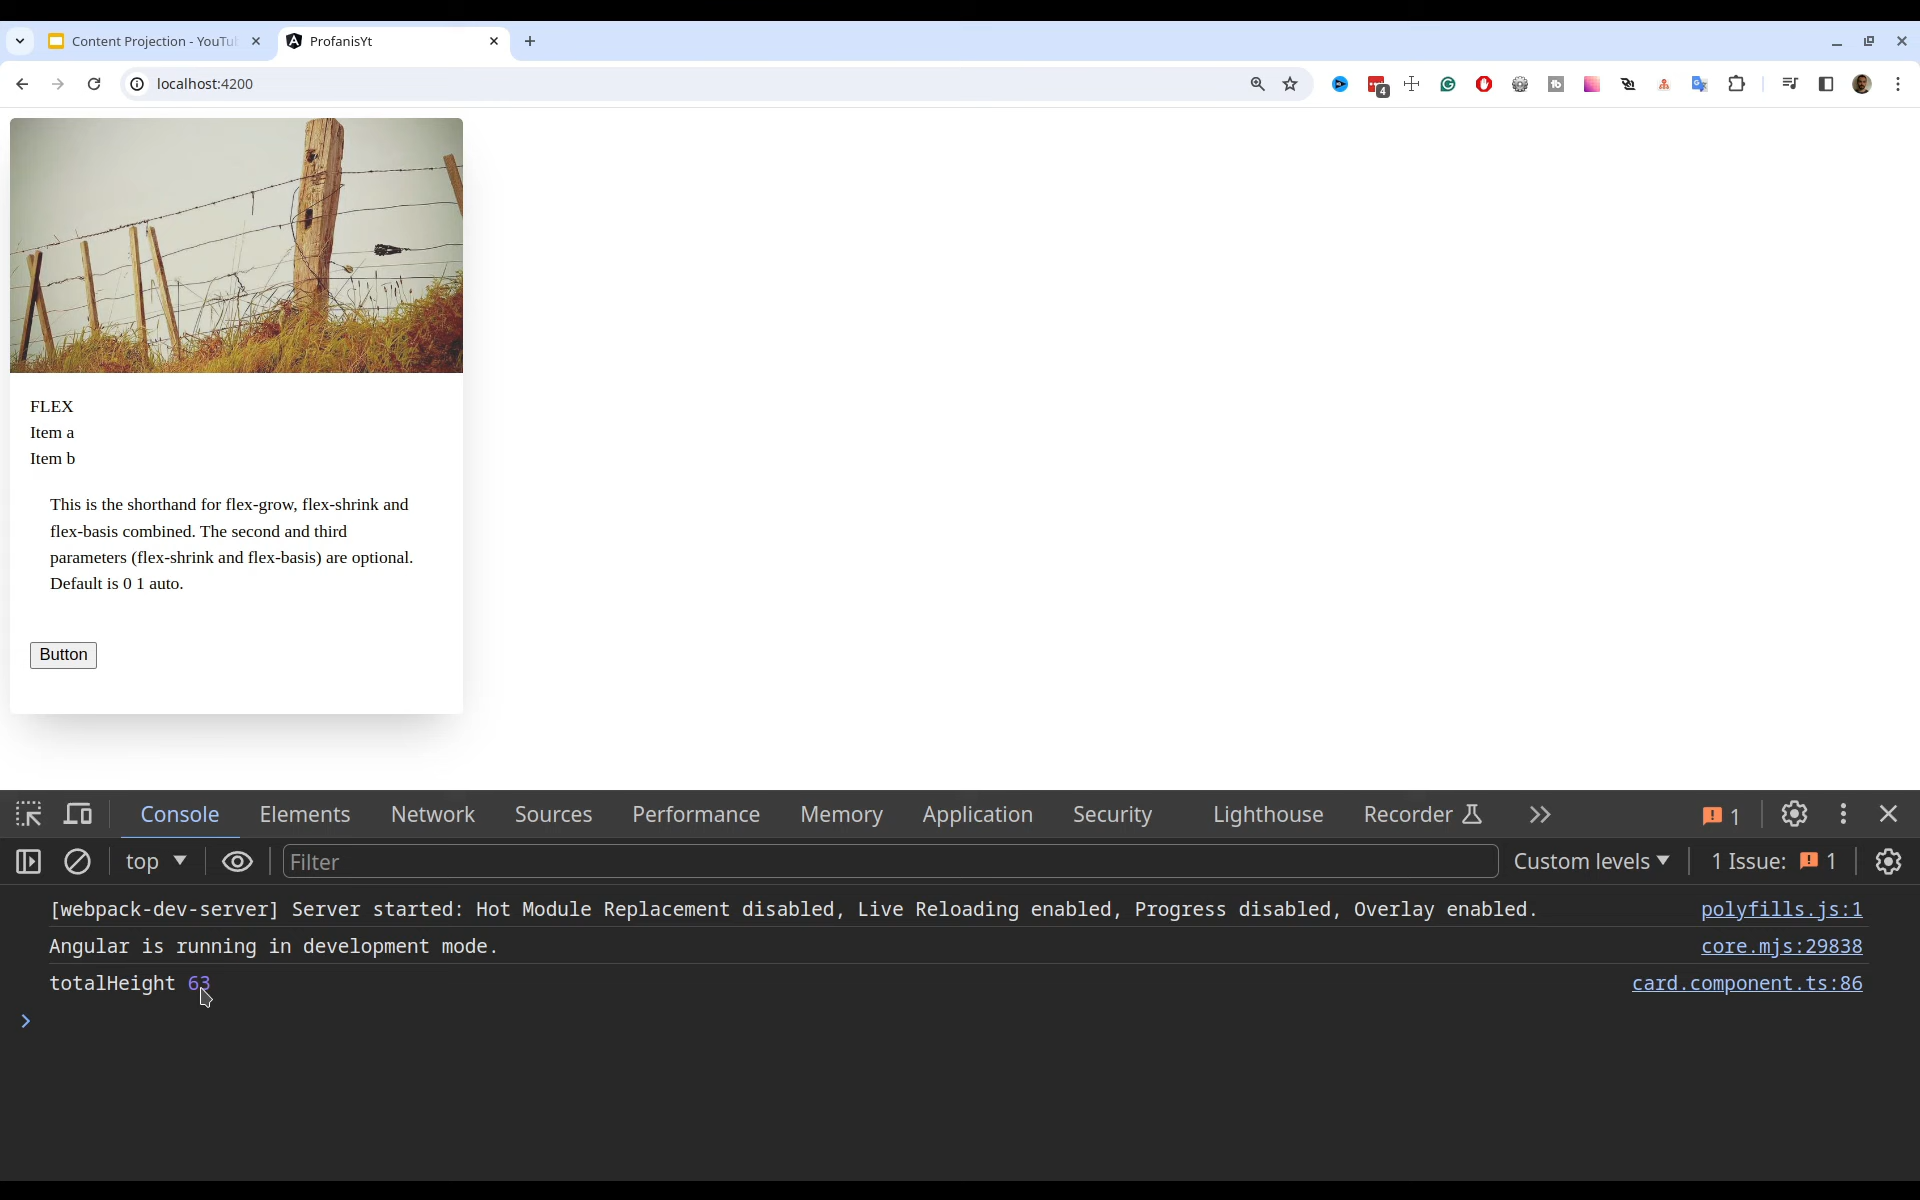 Content Projection - YouTu
ProfanisYt
localhost:4200
4
FLEX
Item a
Item b
This is the shorthand for flex-grow, flex-shrink and
flex-basis combined. The second and third
parameters (flex-shrink and flex-basis) are optional.
Default is 0 1 auto.
Button
Console Elements Network Sources Performance Memory Application Security Lighthouse Recorder 1
top Filter Custom levels 1 Issue: 1
[webpack-dev-server] Server started: Hot Module Replacement disabled, Live Reloading enabled, Progress disabled, Overlay enabled. polyfills.js:1
Angular is running in development mode. core.mjs:29838
totalHeight 63 card.component.ts:86